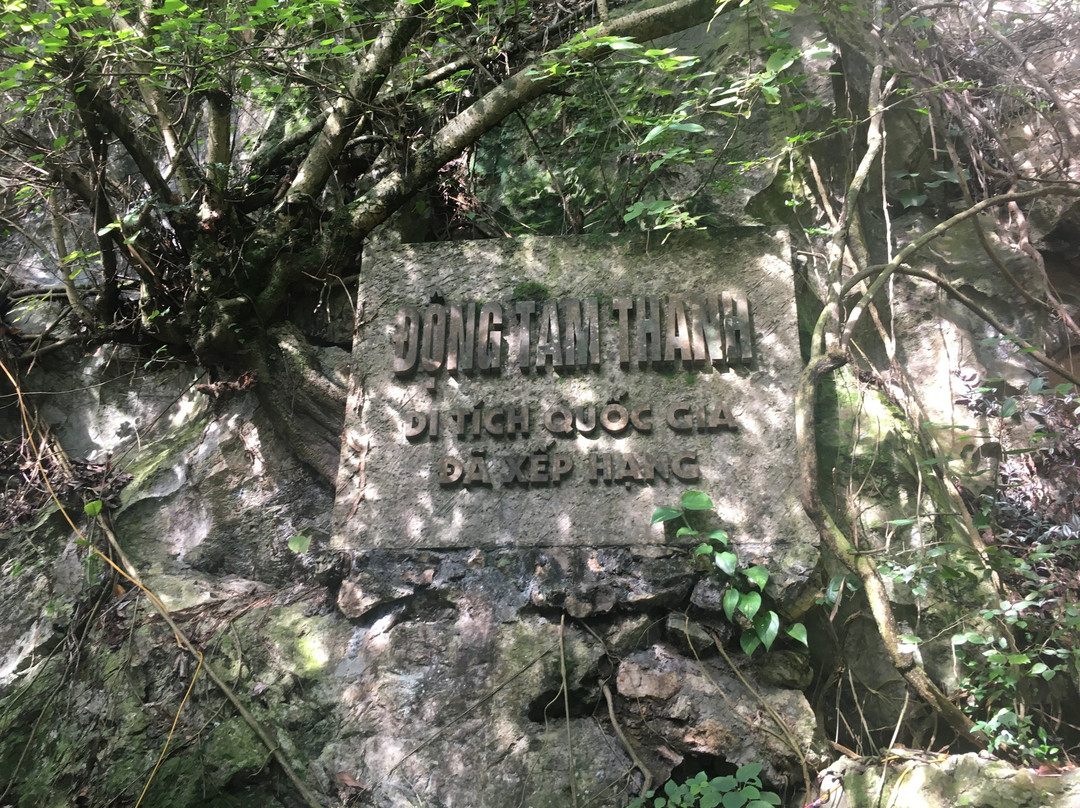 ĐỘNG TAM THANH
DI TÍCH QUỐC GIA
ĐÃ XẾP HẠNG